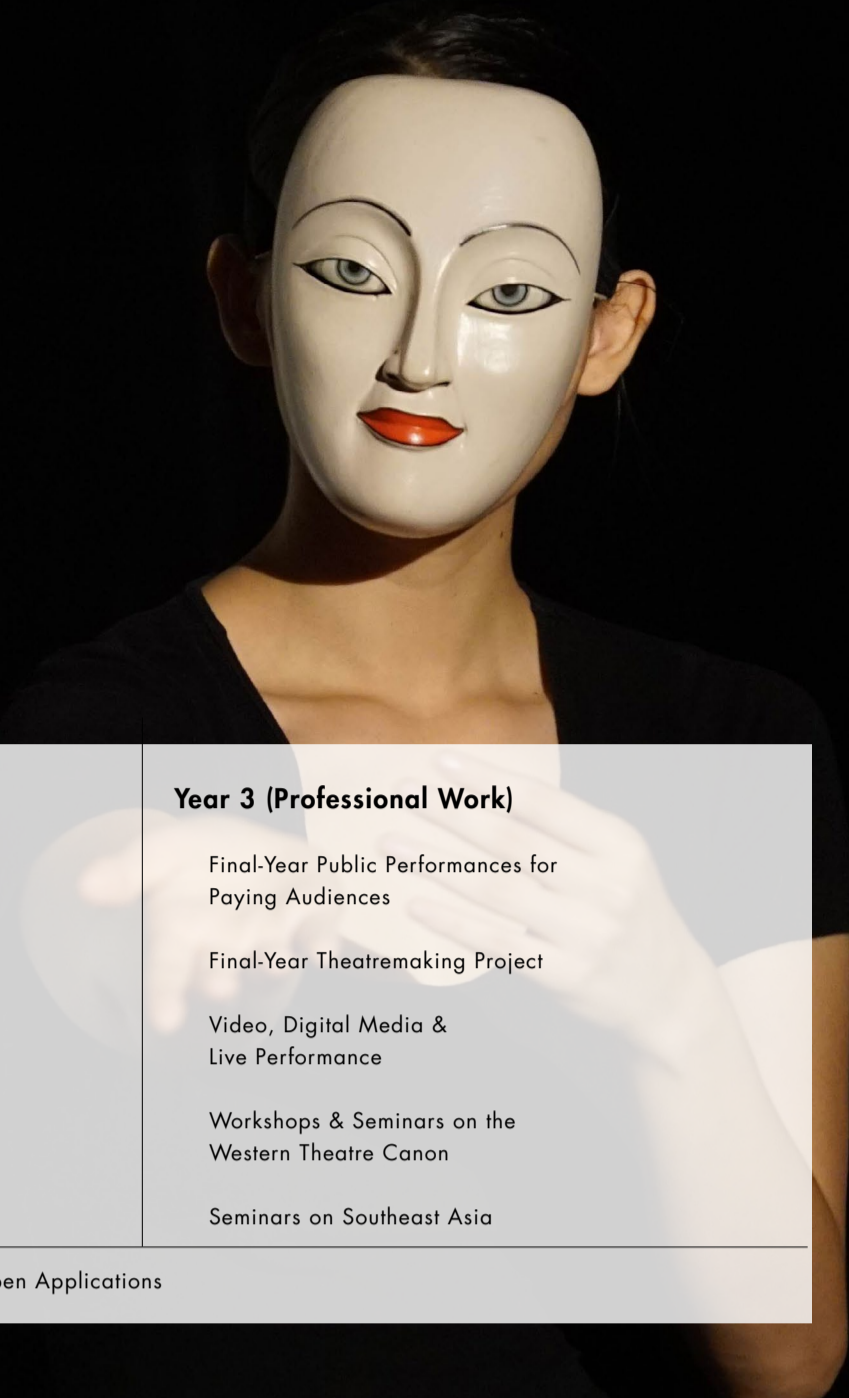 Year 3 (Professional Work)
Final-Year Public Performances for
Paying Audiences
Final-Year Theatremaking Project
Video, Digital Media &
Live Performance
Workshops & Seminars on the
Western Theatre Canon
Seminars on Southeast Asia
Applications